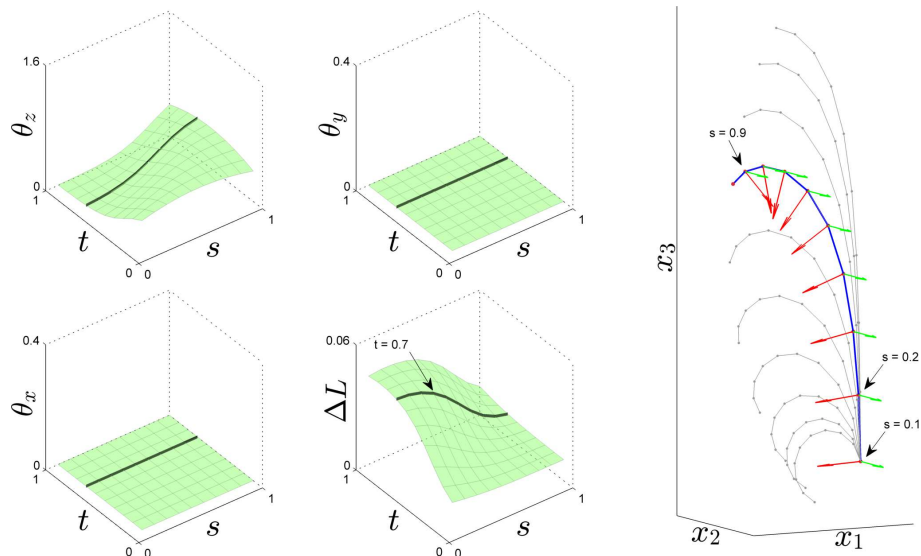 1.6
θz
0
1
t
0
0
s
1
0.4
θy
0
1
t
0
0
s
1
0.4
θx
0
1
t
0
0
s
1
0.06
ΔL
t = 0.7
0
1
t
0
0
s
1
s = 0.9
s = 0.2
s = 0.1
x3
x2
x1